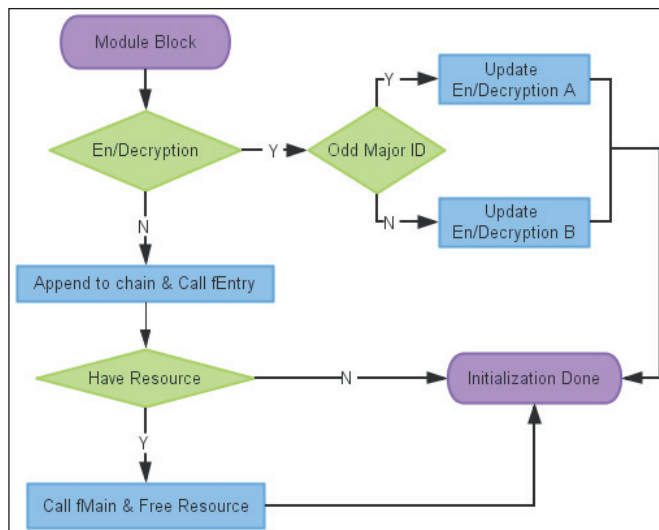 Module Block
En/Decryption
Y
Odd Major ID
Y
Update
En/Decryption A
N
Update
En/Decryption B
N
Append to chain & Call fEntry
Have Resource
N
Initialization Done
Y
Call fMain & Free Resource